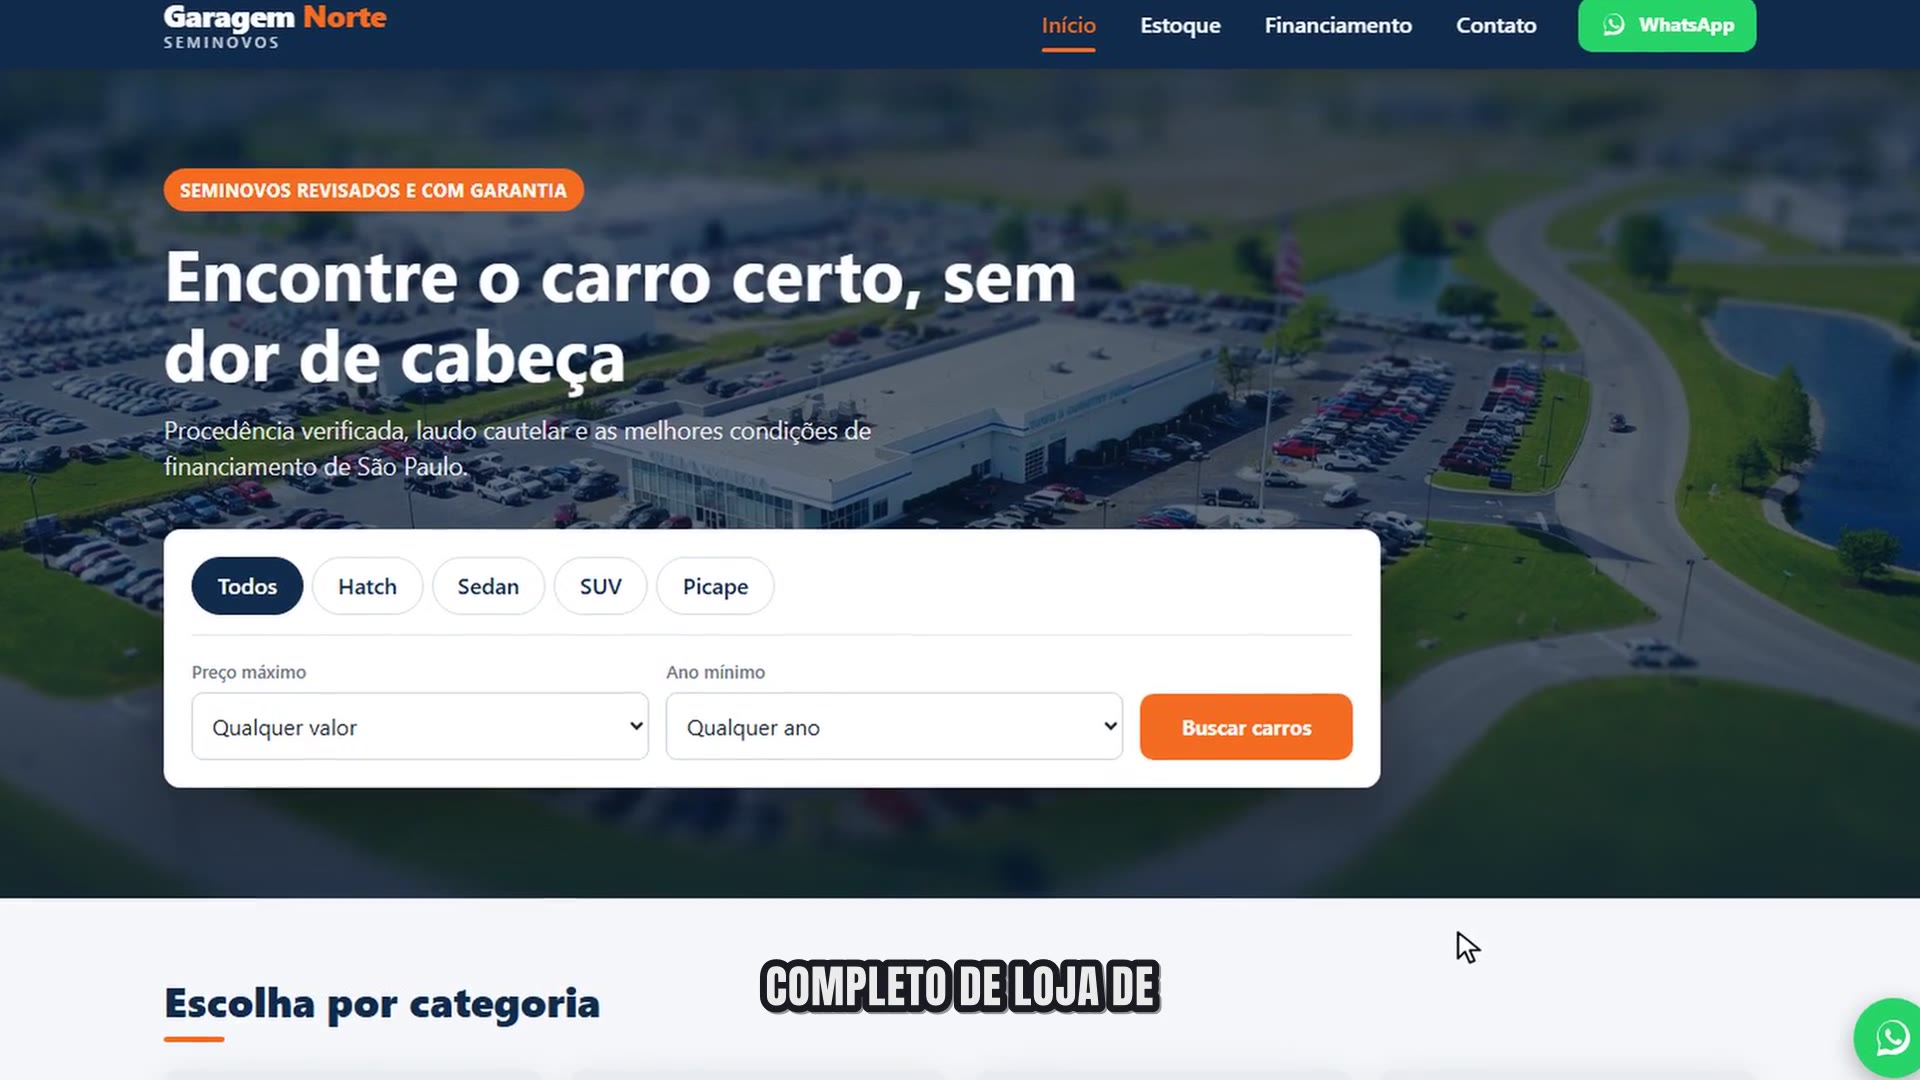 Garagem Norte
SEMINOVOS
Início
Estoque
Financiamento
Contato
WhatsApp
SEMINOVOS REVISADOS E COM GARANTIA
Encontre o carro certo, sem
dor de cabeça
Procedência verificada, laudo cautelar e as melhores condições de
financiamento de São Paulo.
Todos
Hatch
Sedan
SUV
Picape
Preço máximo
Ano mínimo
Qualquer valor
Qualquer ano
Buscar carros
Escolha por categoria
COMPLETO DE LOJA DE